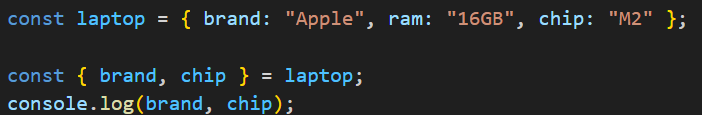 const laptop = { brand: "Apple", ram: "16GB", chip: "M2" };
const { brand, chip } = laptop;
console.log(brand, chip);